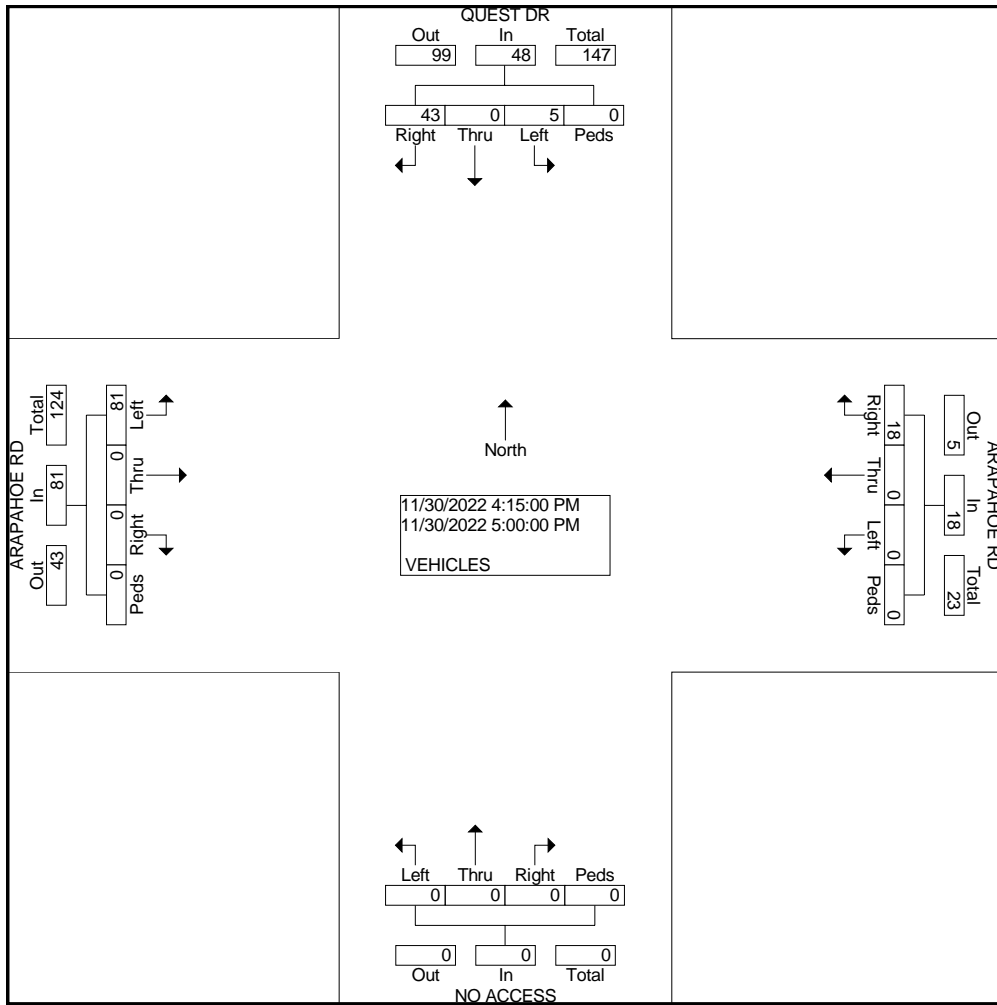 QUEST DR
Out In Total
99 48 147
43 0 5 0
Right Thru Left Peds
ARAPAHOE RD
Total In Out
124 81 43
81 0 0 0
Left Thru Right Peds
North
11/30/2022 4:15:00 PM
11/30/2022 5:00:00 PM
VEHICLES
Right Thru Left Peds
18 0 0 0
Out In Total
5 18 23
ARAPAHOE RD
Left Thru Right Peds
0 0 0 0
0 0 0
Out In Total
NO ACCESS